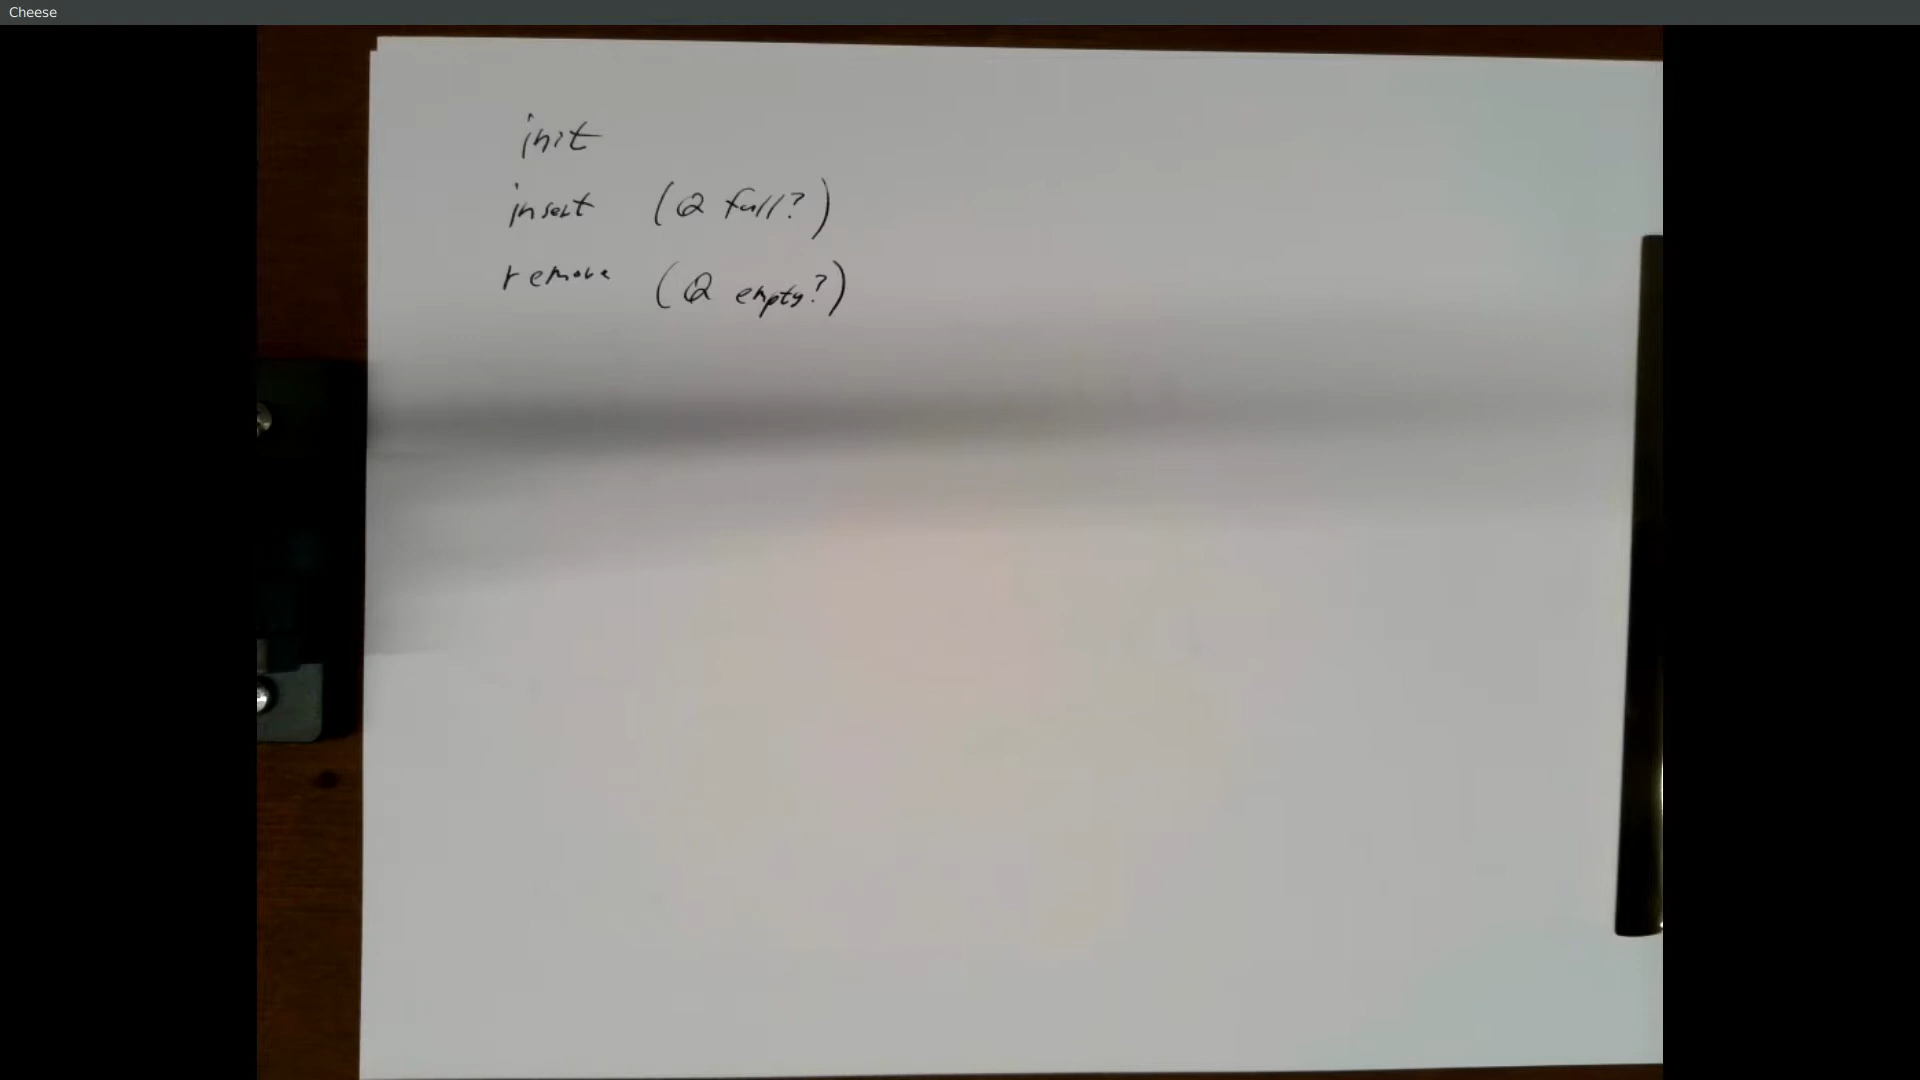 Cheese
init
insert (Q full?)
remove (Q empty?)